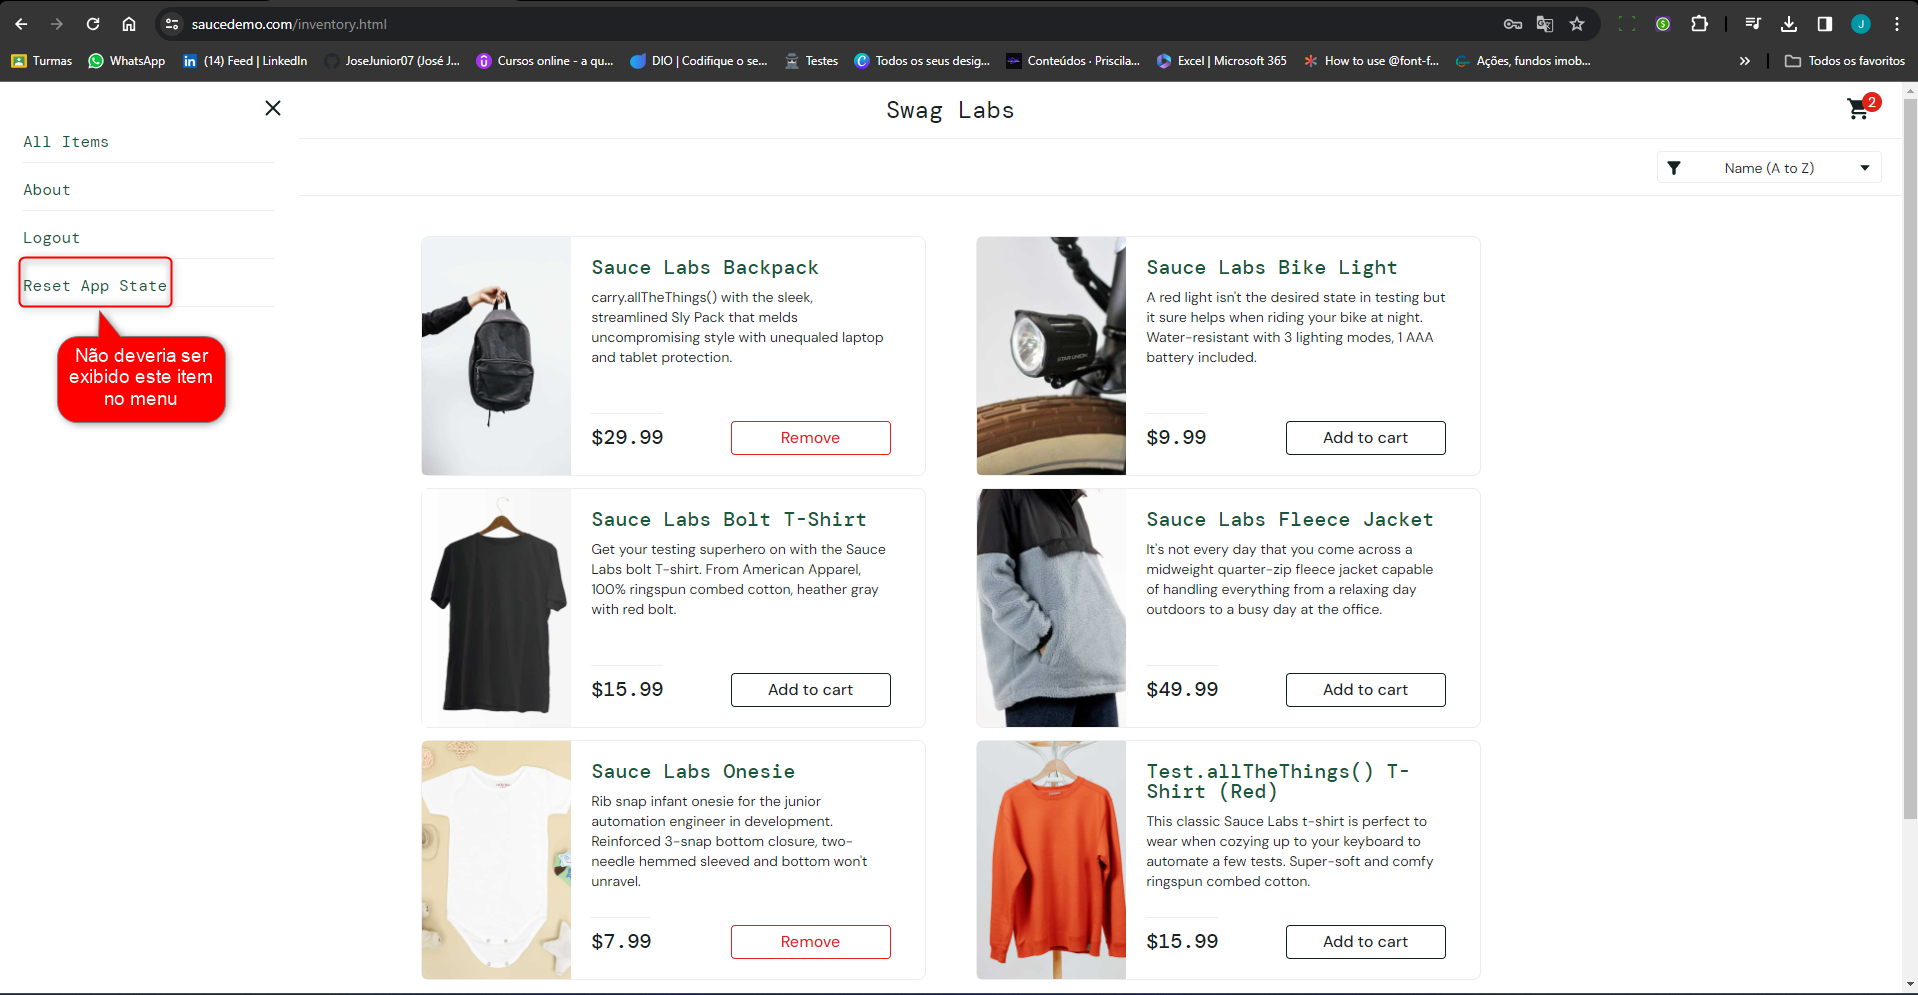 saucedemo.com/inventory.html
Turmas
WhatsApp
(14) Feed | LinkedIn
JoseJunior07 (José J...
Cursos online - a qu...
DIO | Codifique o se...
Testes
Todos os seus desig...
Conteúdos · Priscila...
Excel | Microsoft 365
How to use @font-f...
Ações, fundos imob...
»
Todos os favoritos
J
All Items
About
Logout
Reset App State
Não deveria ser
exibido este item
no menu
Swag Labs
2
Name (A to Z)
Sauce Labs Backpack
carry.allTheThings() with the sleek,
streamlined Sly Pack that melds
uncompromising style with unequaled laptop
and tablet protection.
$29.99
Remove
Sauce Labs Bike Light
A red light isn't the desired state in testing but
it sure helps when riding your bike at night.
Water-resistant with 3 lighting modes, 1 AAA
battery included.
STAR UNION
$9.99
Add to cart
Sauce Labs Bolt T-Shirt
Get your testing superhero on with the Sauce
Labs bolt T-shirt. From American Apparel,
100% ringspun combed cotton, heather gray
with red bolt.
$15.99
Add to cart
Sauce Labs Fleece Jacket
It's not every day that you come across a
midweight quarter-zip fleece jacket capable
of handling everything from a relaxing day
outdoors to a busy day at the office.
$49.99
Add to cart
Sauce Labs Onesie
Rib snap infant onesie for the junior
automation engineer in development.
Reinforced 3-snap bottom closure, two-
needle hemmed sleeved and bottom won't
unravel.
$7.99
Remove
Test.allTheThings() T-
Shirt (Red)
This classic Sauce Labs t-shirt is perfect to
wear when cozying up to your keyboard to
automate a few tests. Super-soft and comfy
ringspun combed cotton.
$15.99
Add to cart